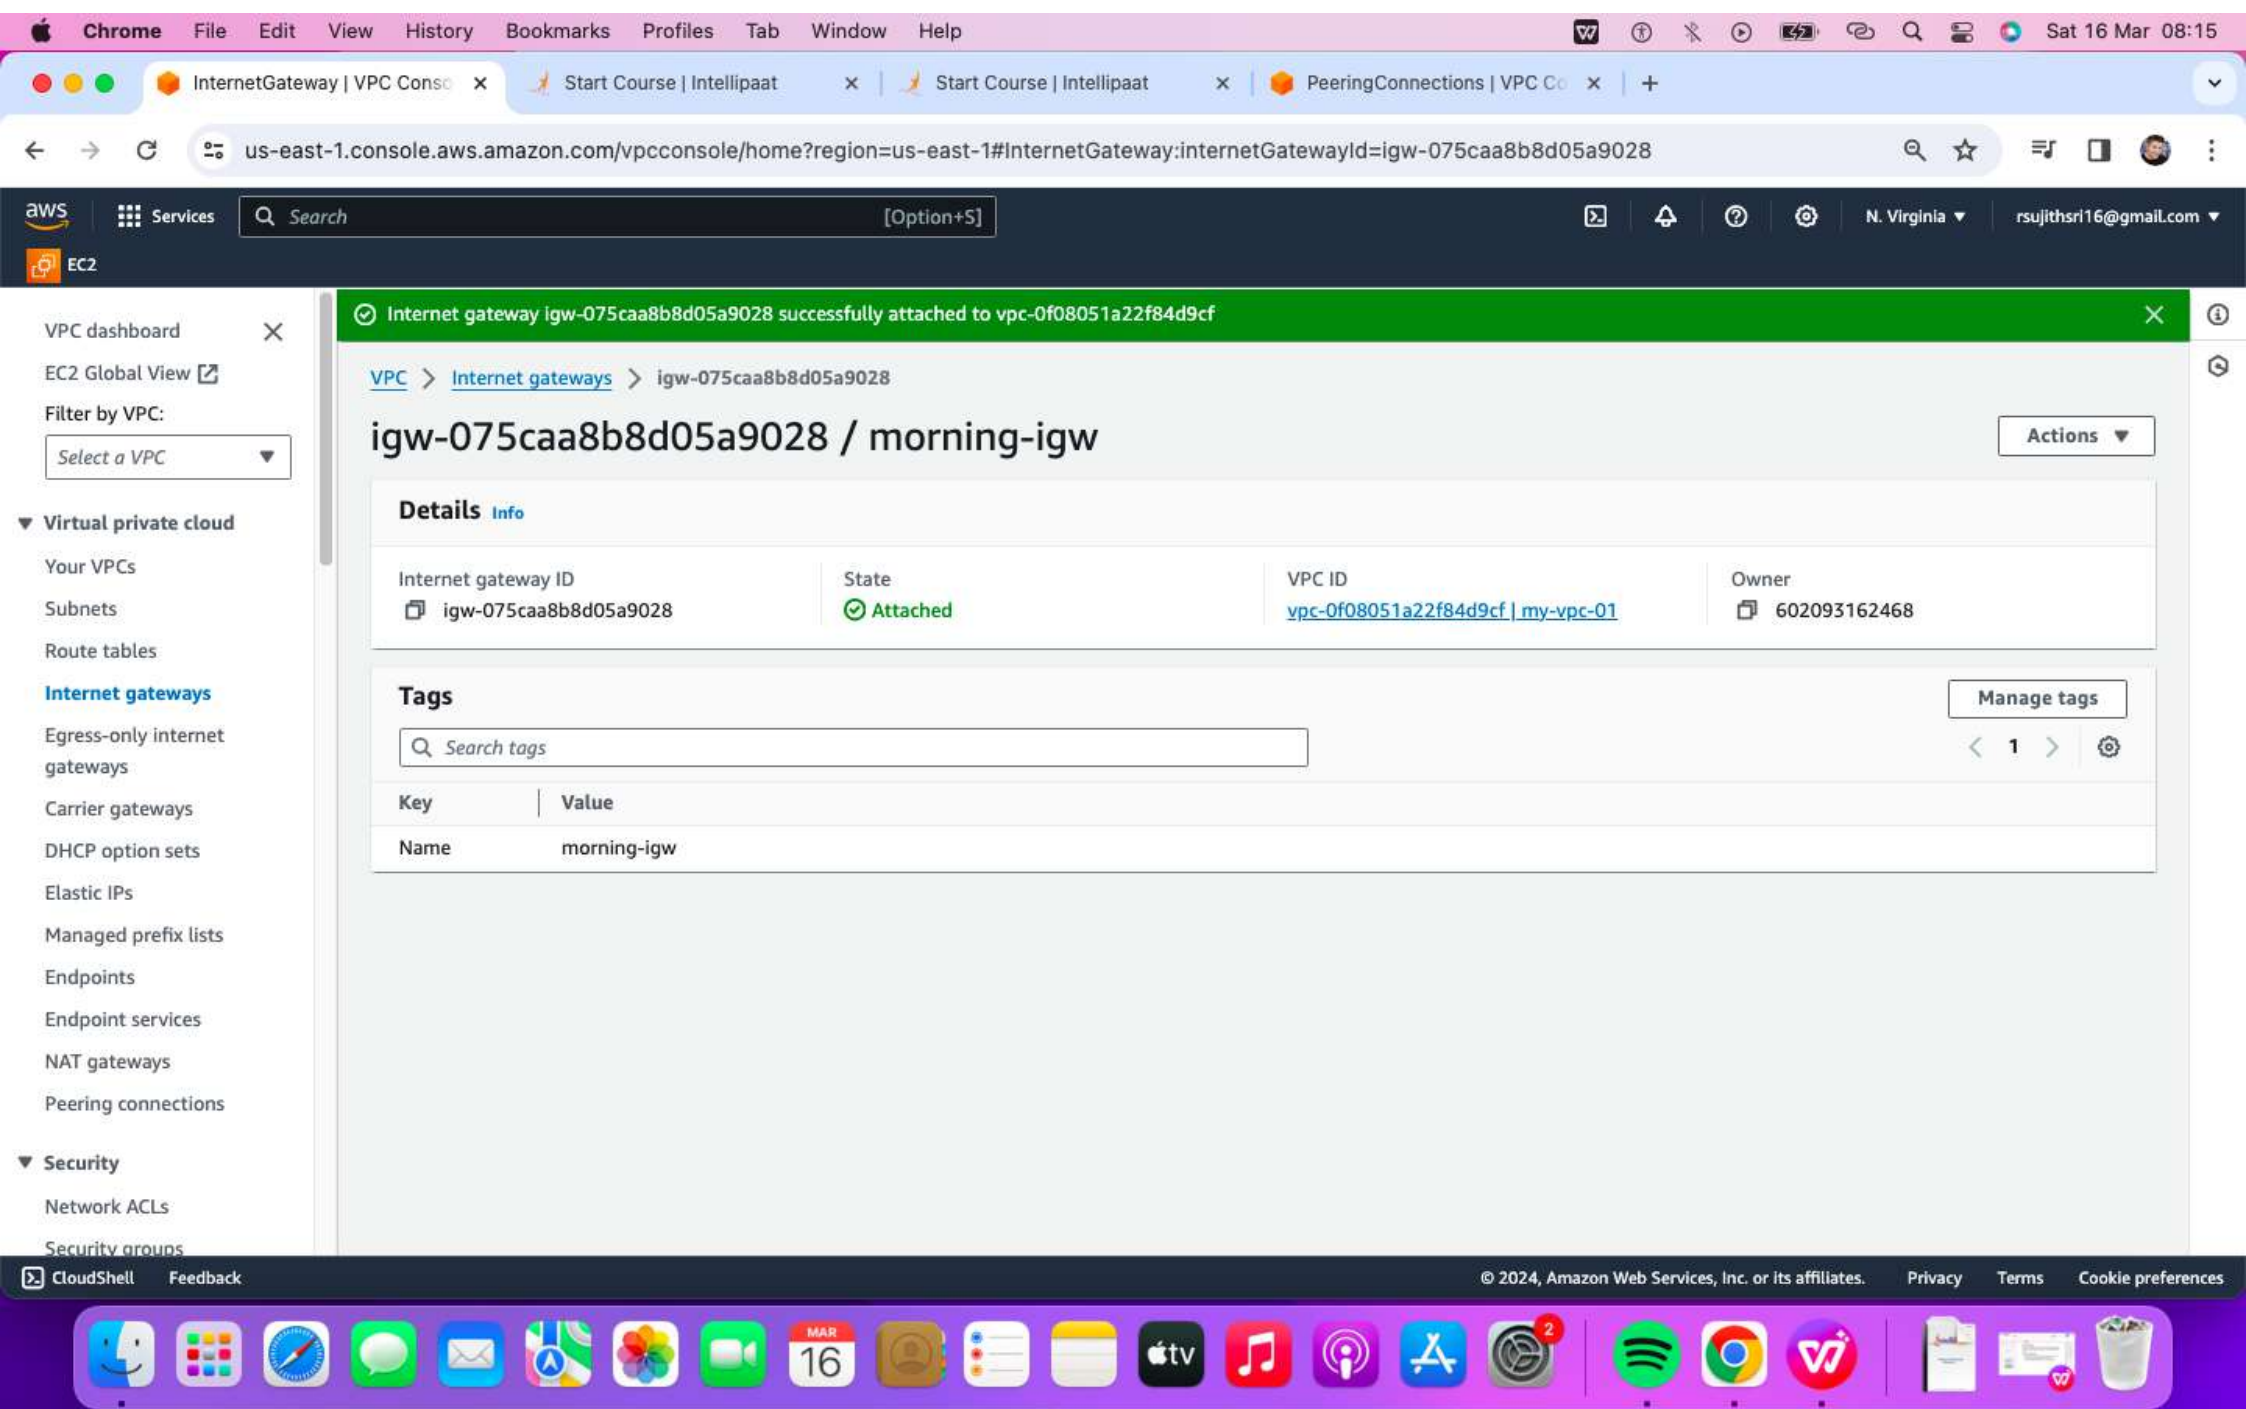 Chrome File Edit View History Bookmarks Profiles Tab Window Help Sat 16 Mar 08:15
InternetGateway | VPC Conso Start Course | Intellipaat Start Course | Intellipaat PeeringConnections | VPC Co
us-east-1.console.aws.amazon.com/vpcconsole/home?region=us-east-1#InternetGateway:internetGatewayId=igw-075caa8b8d05a9028
aws Services Search [Option+S] N. Virginia rsujithsri16@gmail.com
EC2
VPC dashboard
EC2 Global View
Filter by VPC:
Select a VPC
Virtual private cloud
Your VPCs
Subnets
Route tables
Internet gateways
Egress-only internet
gateways
Carrier gateways
DHCP option sets
Elastic IPs
Managed prefix lists
Endpoints
Endpoint services
NAT gateways
Peering connections
Security
Network ACLs
Security groups
Internet gateway igw-075caa8b8d05a9028 successfully attached to vpc-0f08051a22f84d9cf
VPC > Internet gateways > igw-075caa8b8d05a9028
igw-075caa8b8d05a9028 / morning-igw
Actions
Details Info
Internet gateway ID
igw-075caa8b8d05a9028
State
Attached
VPC ID
vpc-0f08051a22f84d9cf | my-vpc-01
Owner
602093162468
Tags
Manage tags
Search tags
1
Key Value
Name morning-igw
CloudShell Feedback © 2024, Amazon Web Services, Inc. or its affiliates. Privacy Terms Cookie preferences
MAR
16
tv
2